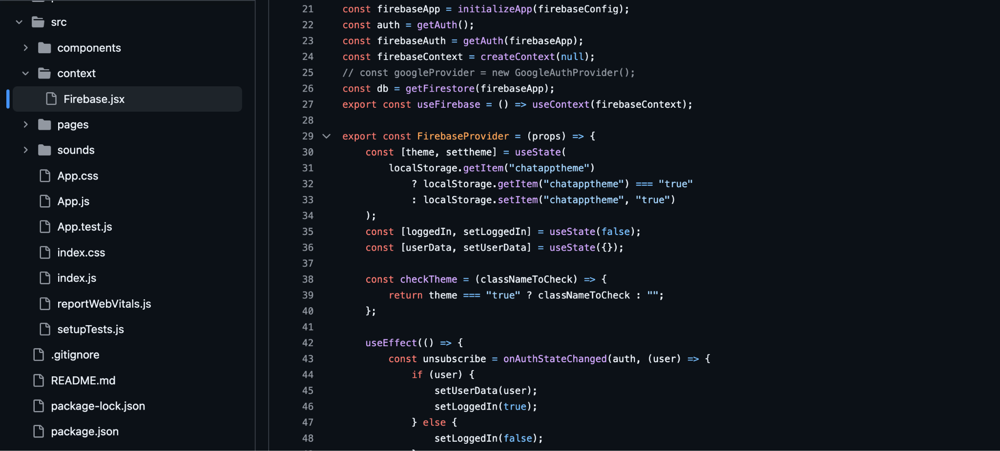 src
components
context
Firebase.jsx
pages
sounds
App.css
App.js
App.test.js
index.css
index.js
reportWebVitals.js
setupTests.js
.gitignore
README.md
package-lock.json
package.json
21 const firebaseApp = initializeApp(firebaseConfig);
22 const auth = getAuth();
23 const firebaseAuth = getAuth(firebaseApp);
24 const firebaseContext = createContext(null);
25 // const googleProvider = new GoogleAuthProvider();
26 const db = getFirestore(firebaseApp);
27 export const useFirebase = () => useContext(firebaseContext);
28
29 export const FirebaseProvider = (props) => {
30     const [theme, settheme] = useState(
31         localStorage.getItem("chatapptheme")
32             ? localStorage.getItem("chatapptheme") === "true"
33             : localStorage.setItem("chatapptheme", "true")
34     );
35     const [loggedIn, setLoggedIn] = useState(false);
36     const [userData, setUserData] = useState({});
37
38     const checkTheme = (classNameToCheck) => {
39         return theme === "true" ? classNameToCheck : "";
40     };
41
42     useEffect(() => {
43         const unsubscribe = onAuthStateChanged(auth, (user) => {
44             if (user) {
45                 setUserData(user);
46                 setLoggedIn(true);
47             } else {
48                 setLoggedIn(false);